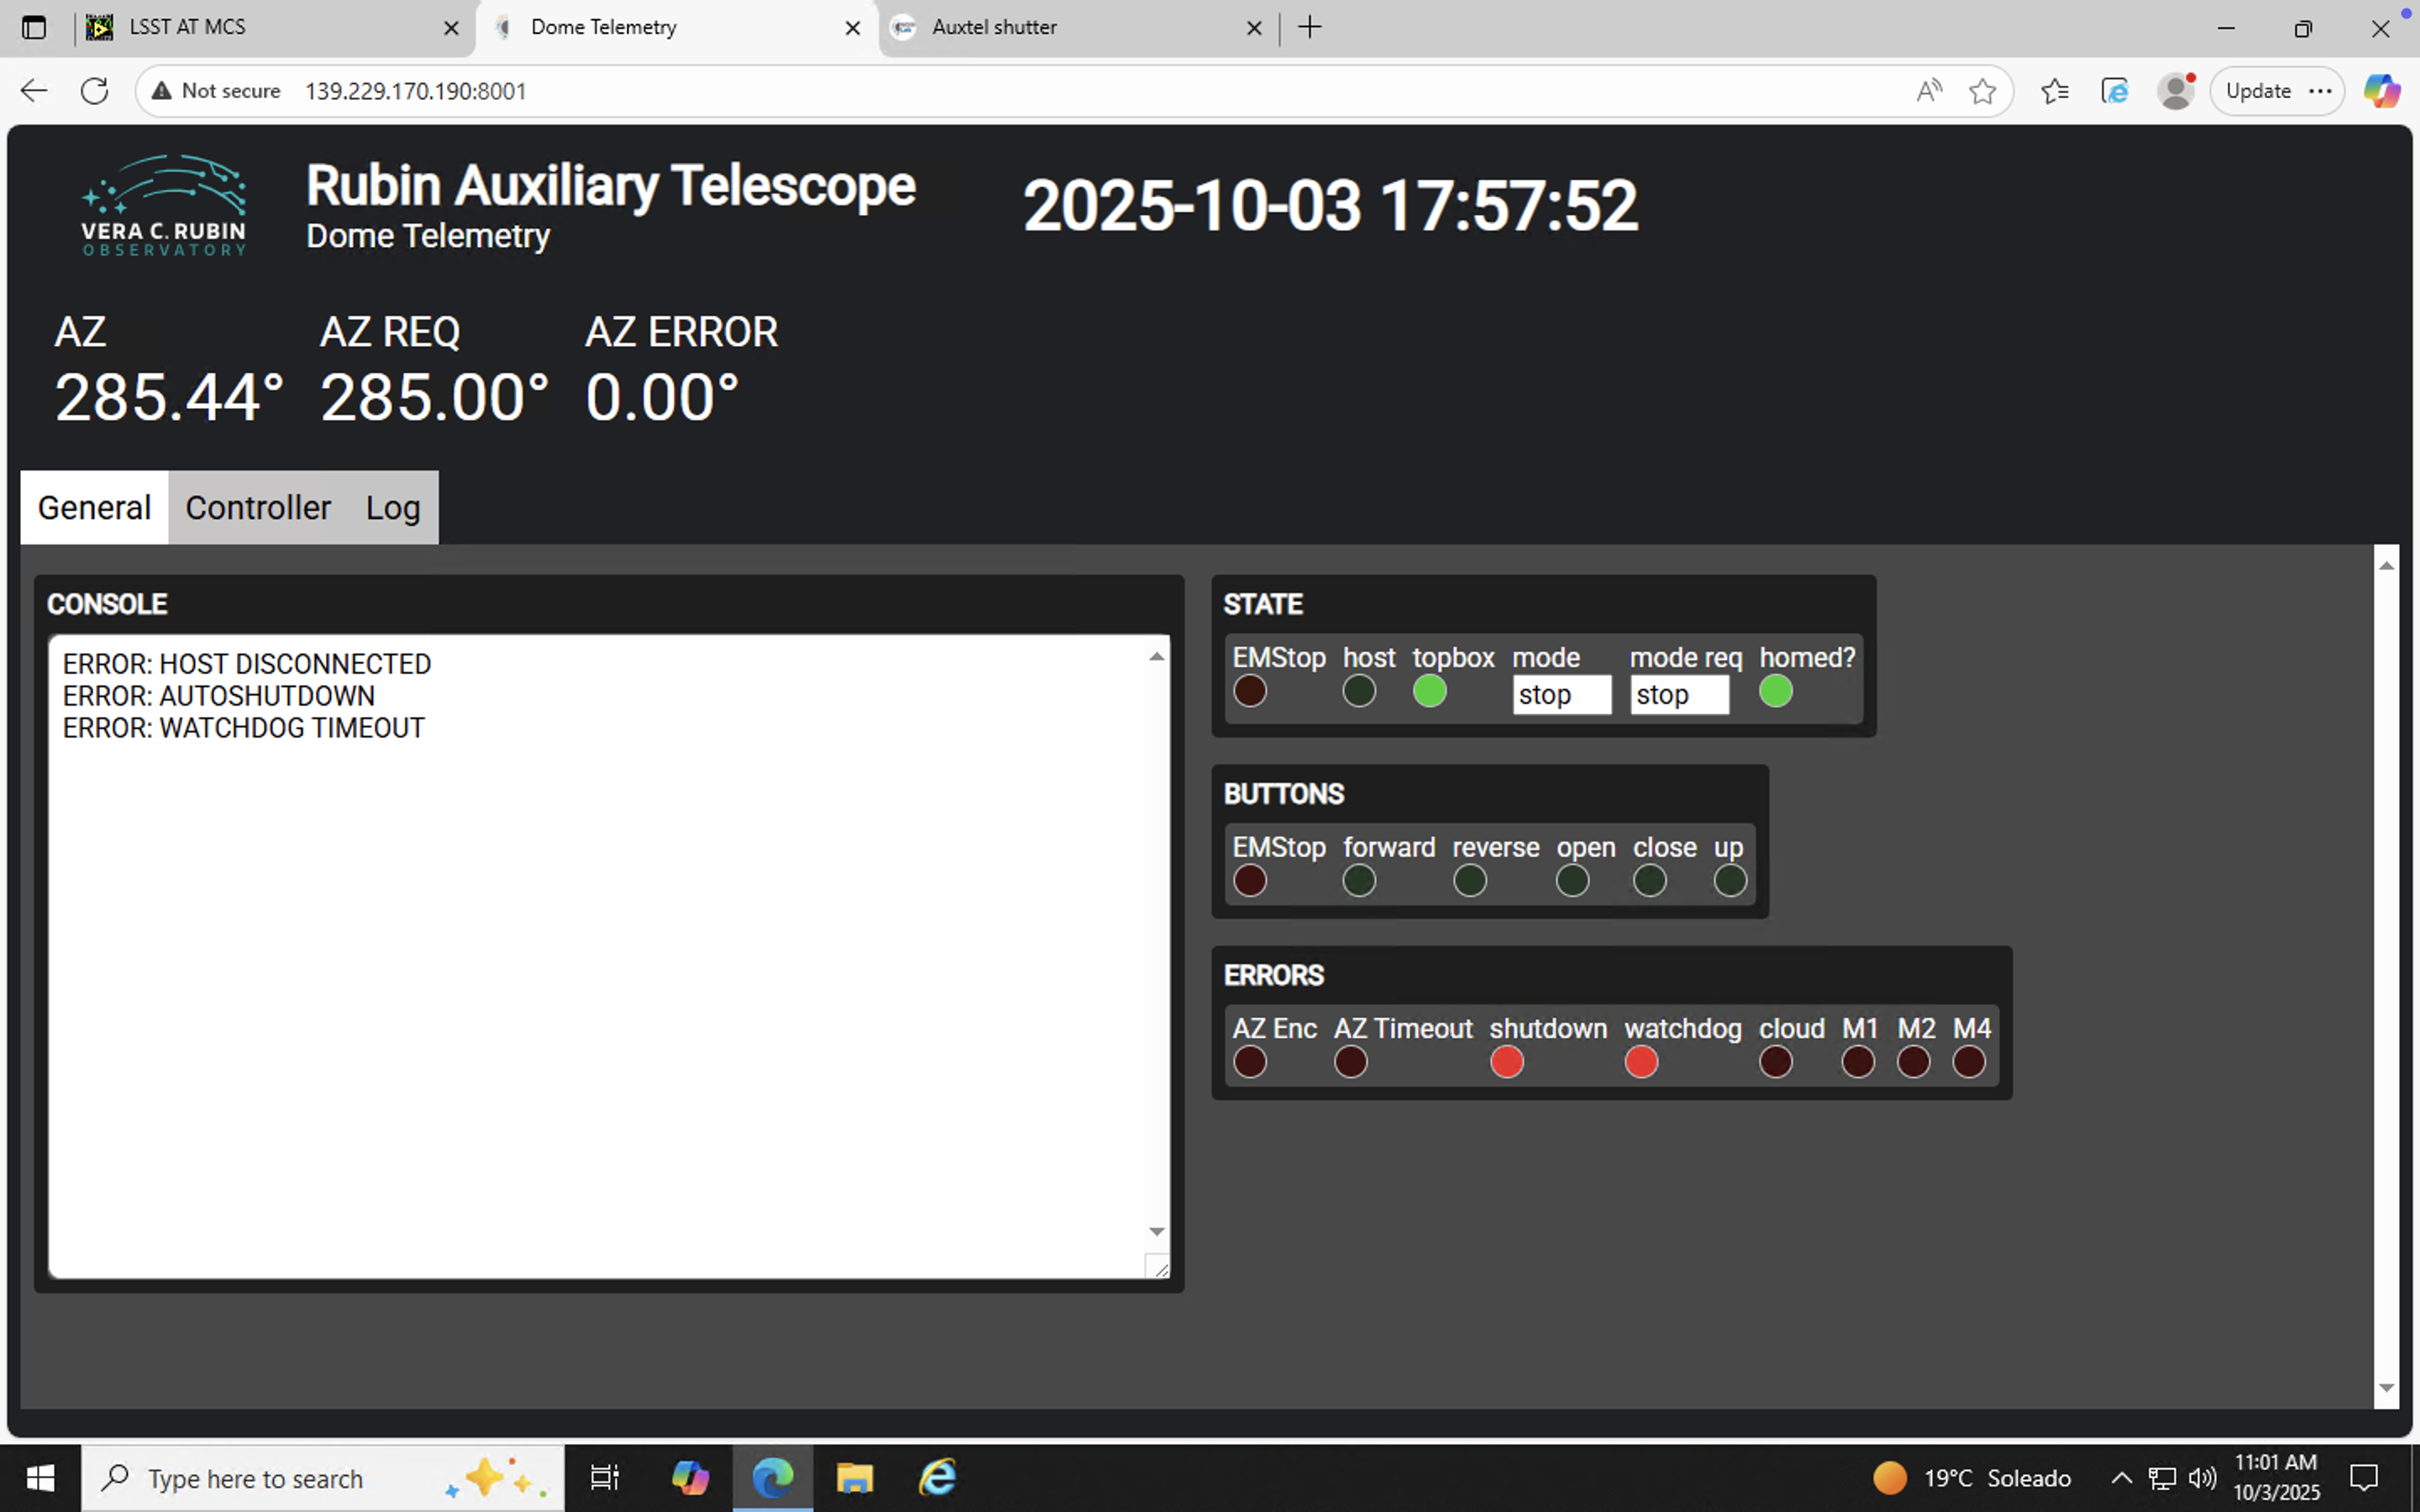 LSST AT MCS
Dome Telemetry
Auxtel shutter
Not secure
139.229.170.190:8001
Update
VERA C. RUBIN
OBSERVATORY
Rubin Auxiliary Telescope
Dome Telemetry
2025-10-03 17:57:52
AZ AZ REQ AZ ERROR
285.44° 285.00° 0.00°
General Controller Log
CONSOLE
ERROR: HOST DISCONNECTED
ERROR: AUTOSHUTDOWN
ERROR: WATCHDOG TIMEOUT
STATE
EMStop host topbox mode mode req homed?
stop stop
BUTTONS
EMStop forward reverse open close up
ERRORS
AZ Enc AZ Timeout shutdown watchdog cloud M1 M2 M4
Type here to search
19°C Soleado
11:01 AM
10/3/2025